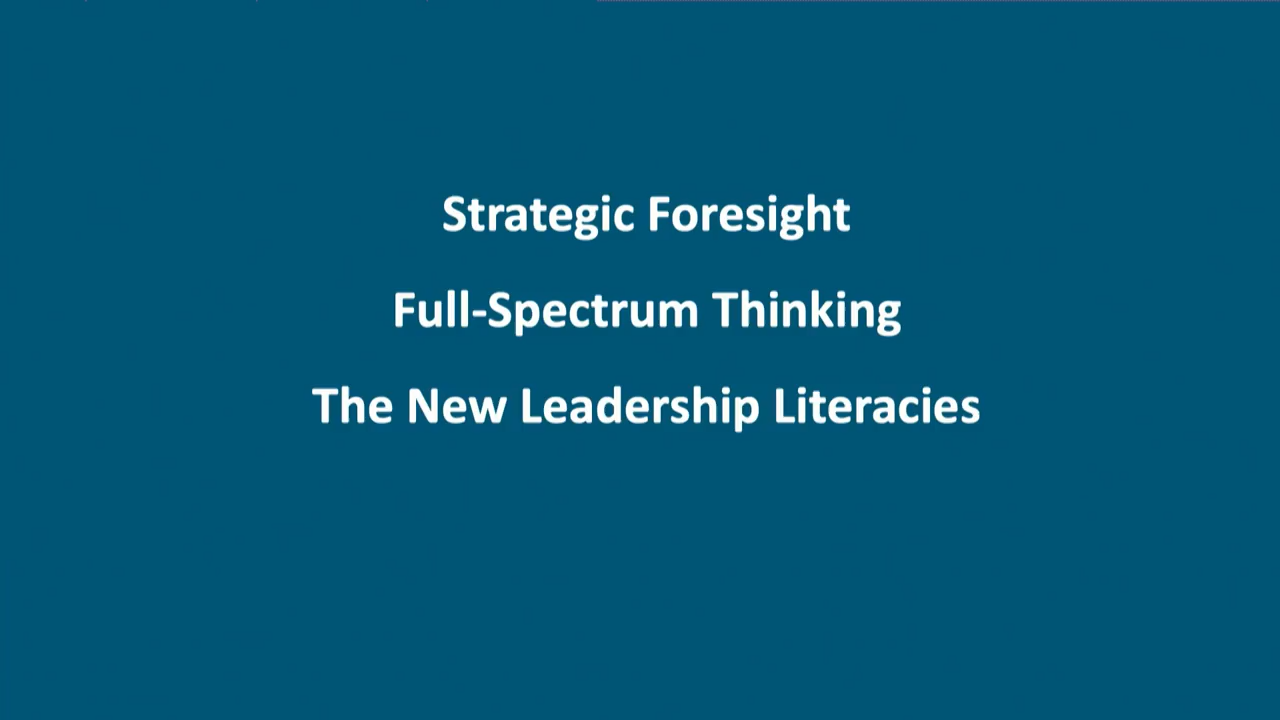 Strategic Foresight
Full-Spectrum Thinking
The New Leadership Literacies